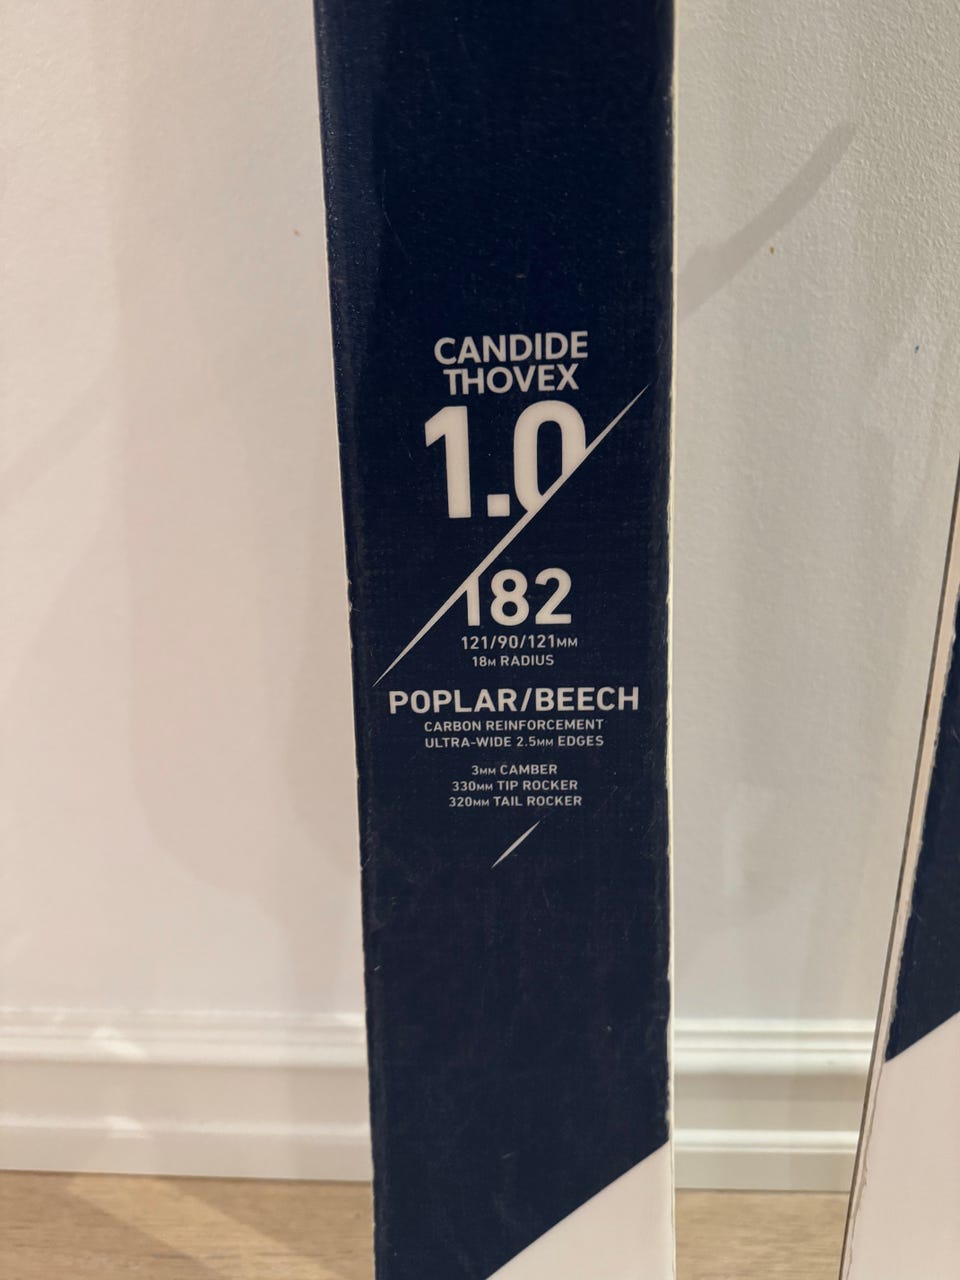 CANDIDE
THOVEX
1.0
182
121/90/121MM
18M RADIUS
POPLAR/BEECH
CARBON REINFORCEMENT
ULTRA-WIDE 2.5MM EDGES
3MM CAMBER
330MM TIP ROCKER
320MM TAIL ROCKER